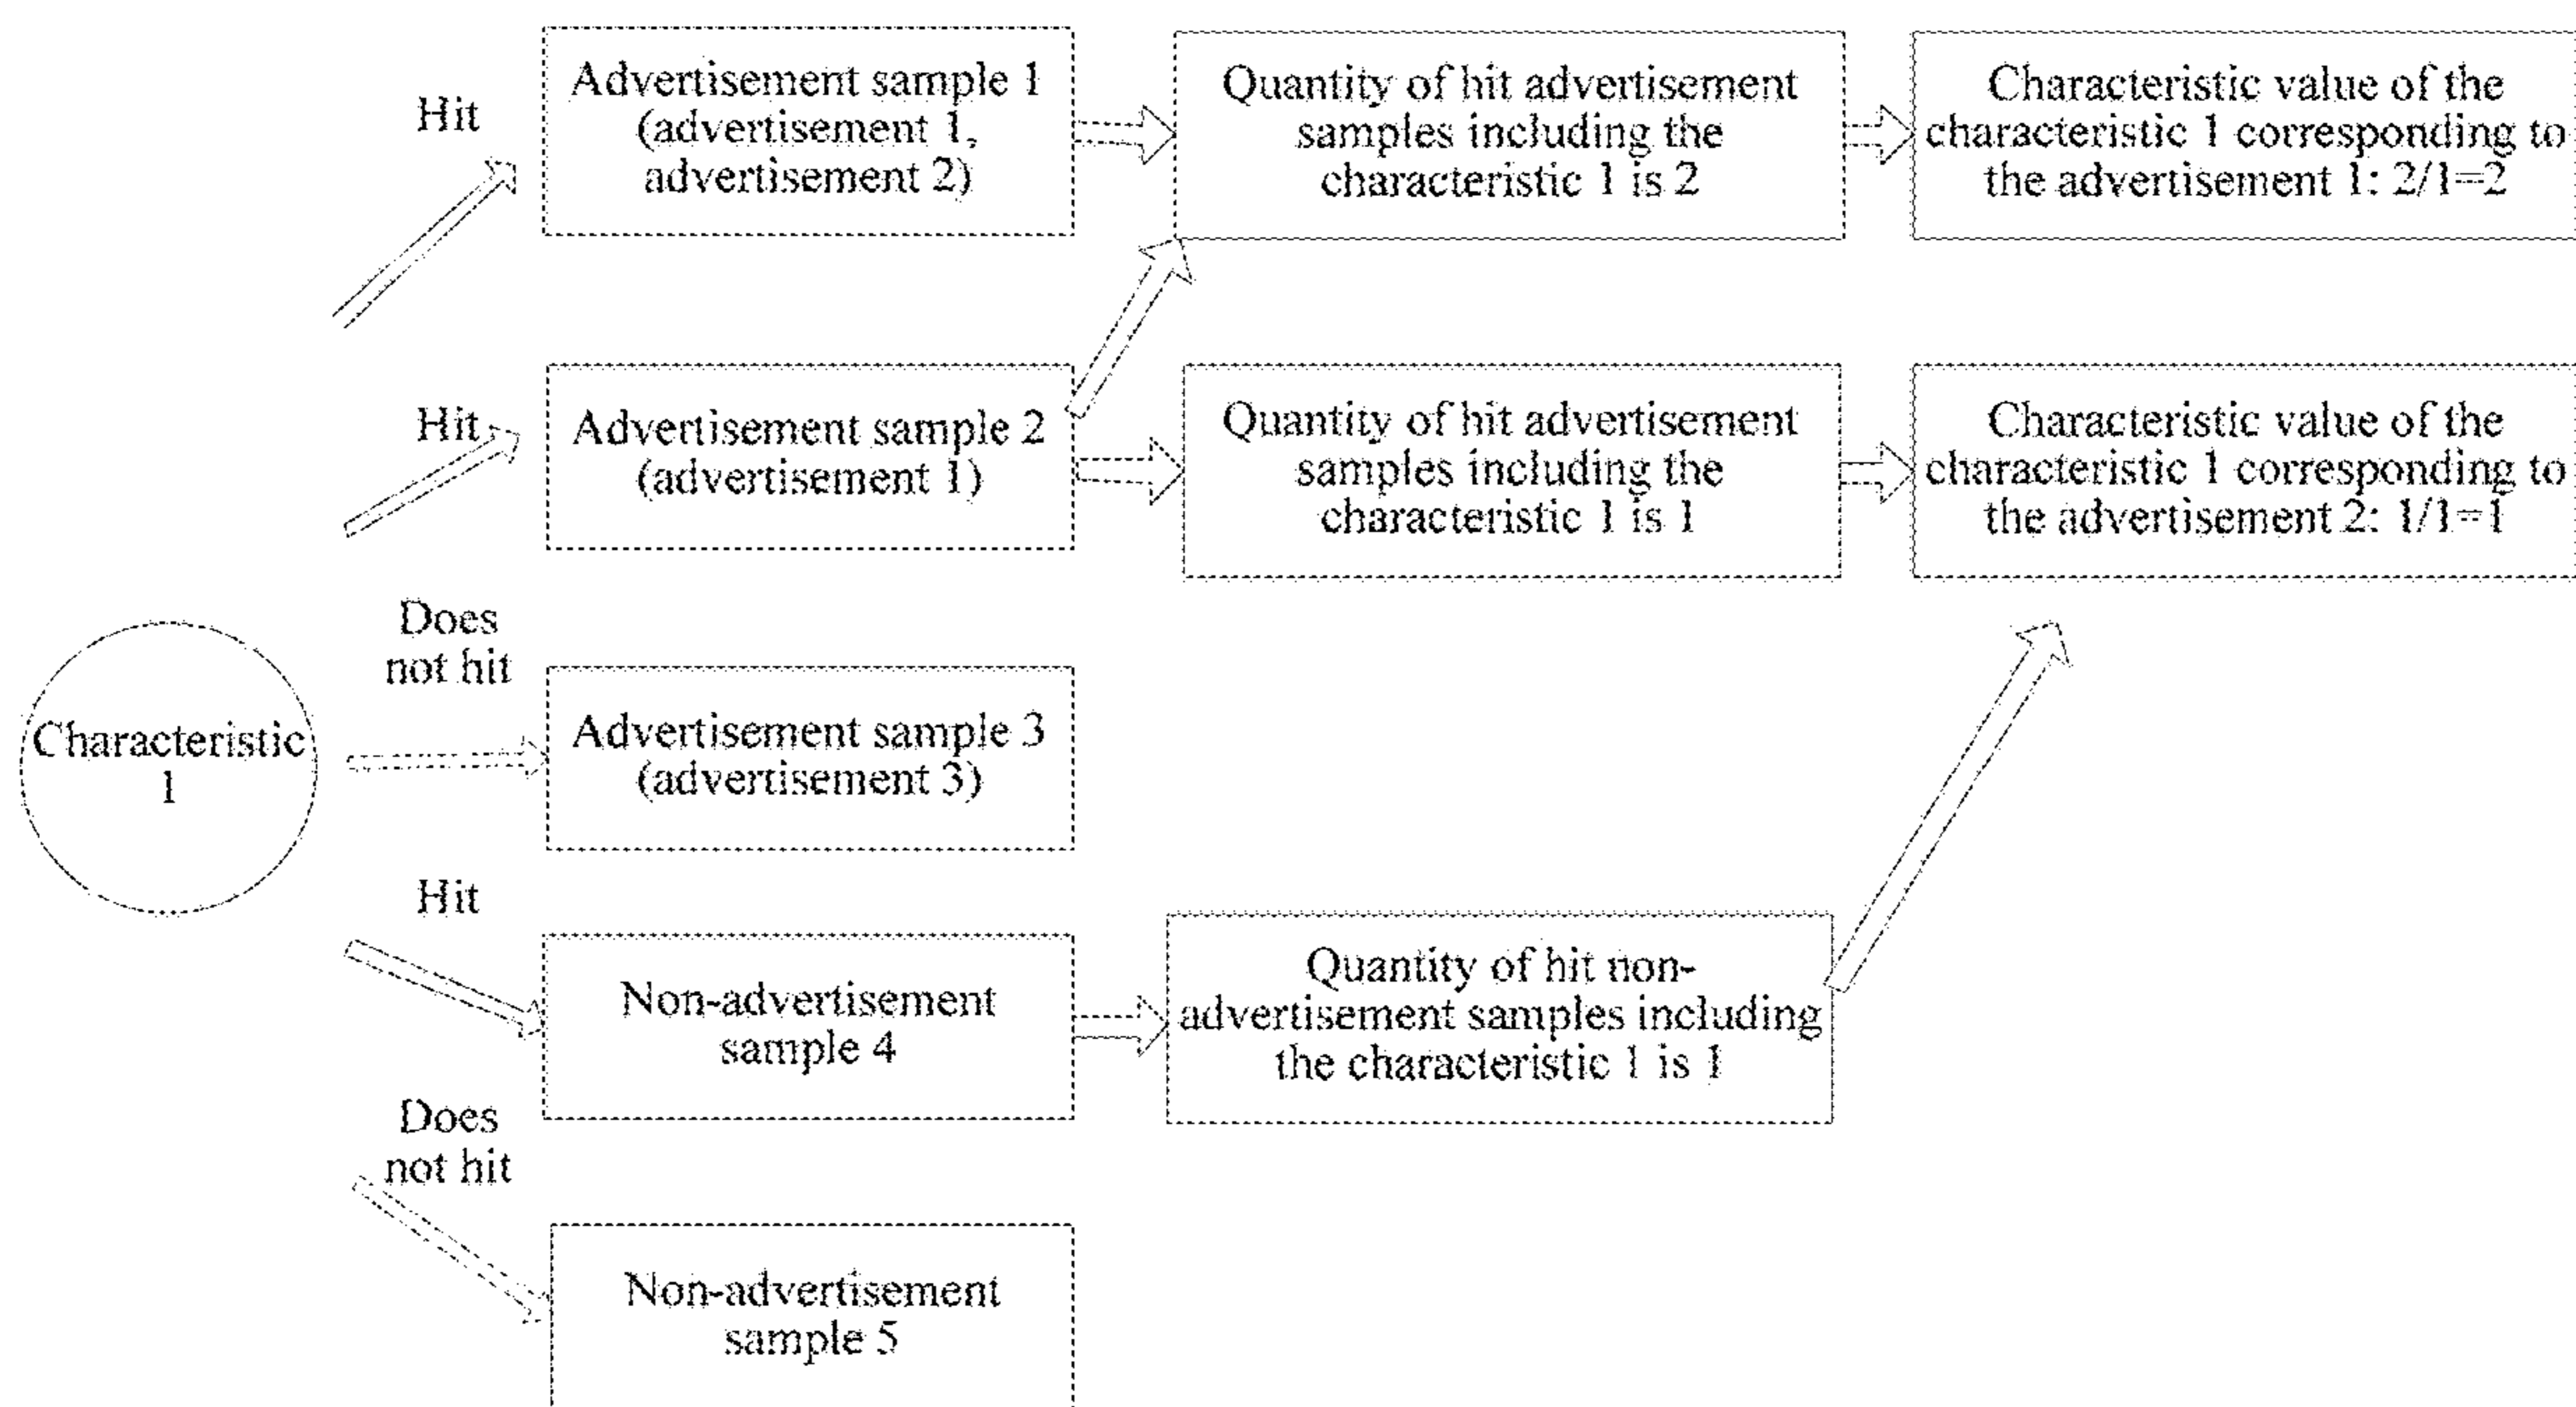 Hit
Advertisement sample 1
(advertisement 1,
advertisement 2)
Quantity of hit advertisement
samples including the
characteristic 1 is 2
Characteristic value of the
characteristic 1 corresponding to
the advertisement 1: 2/1=2
Hit
Advertisement sample 2
(advertisement 1)
Quantity of hit advertisement
samples including the
characteristic 1 is 1
Characteristic value of the
characteristic 1 corresponding to
the advertisement 2: 1/1=1
Does
not hit
Characteristic
1
Advertisement sample 3
(advertisement 3)
Hit
Non-advertisement
sample 4
Quantity of hit non-
advertisement samples including
the characteristic 1 is 1
Does
not hit
Non-advertisement
sample 5